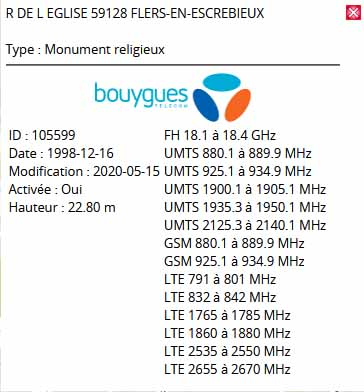 R DE L EGLISE 59128 FLERS-EN-ESCREBIEUX
Type : Monument religieux
bouygues
TELECOM
ID : 105599
Date : 1998-12-16
Modification : 2020-05-15
Activée : Oui
Hauteur : 22.80 m
FH 18.1 à 18.4 GHz
UMTS 880.1 à 889.9 MHz
UMTS 925.1 à 934.9 MHz
UMTS 1900.1 à 1905.1 MHz
UMTS 1935.3 à 1950.1 MHz
UMTS 2125.3 à 2140.1 MHz
GSM 880.1 à 889.9 MHz
GSM 925.1 à 934.9 MHz
LTE 791 à 801 MHz
LTE 832 à 842 MHz
LTE 1765 à 1785 MHz
LTE 1860 à 1880 MHz
LTE 2535 à 2550 MHz
LTE 2655 à 2670 MHz